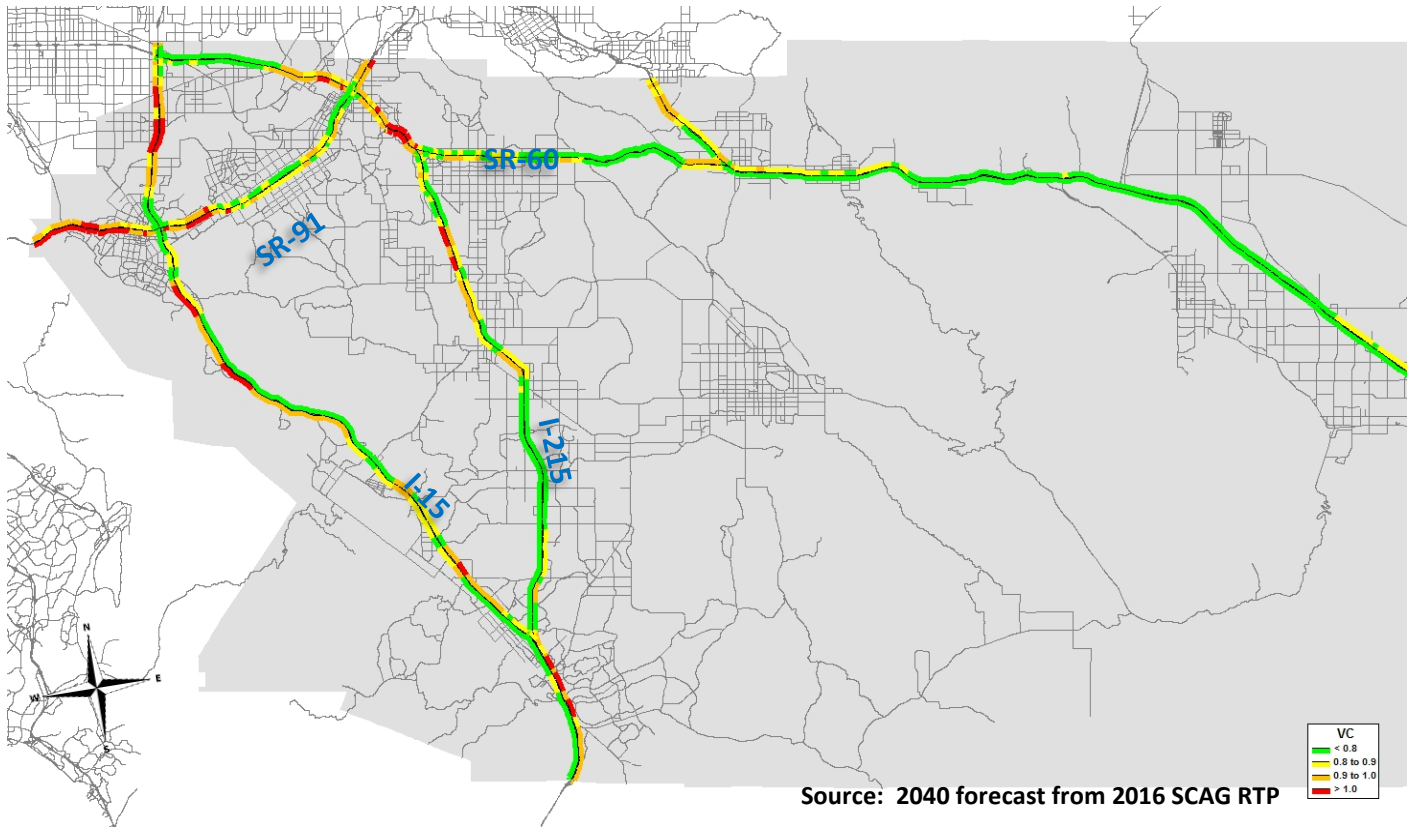 SR-60
SR-91
I-215
I-15
N
W
E
S
VC
< 0.8
0.8 to 0.9
0.9 to 1.0
> 1.0
Source: 2040 forecast from 2016 SCAG RTP